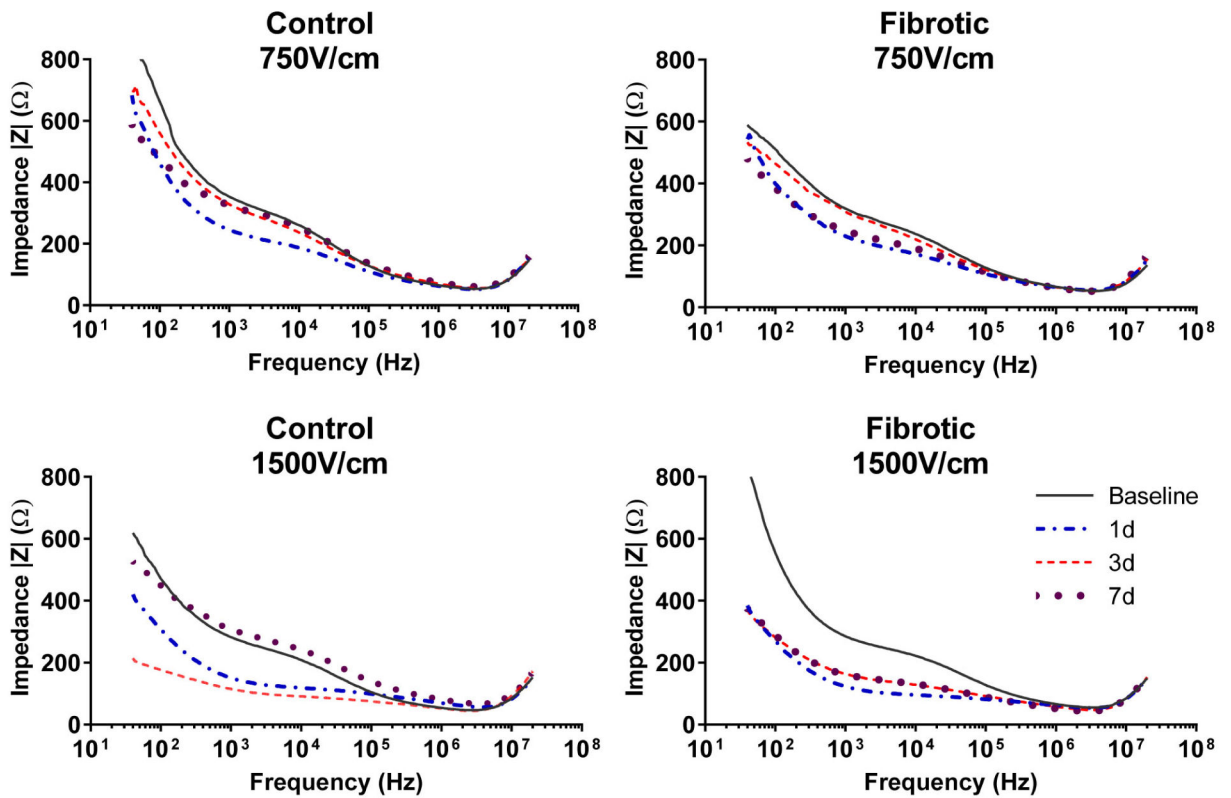 Control
750V/cm
Fibrotic
750V/cm
Impedance |Z| (Ω)
800
600
400
200
0
10¹ 10² 10³ 10⁴ 10⁵ 10⁶ 10⁷ 10⁸
Frequency (Hz)
Impedance |Z| (Ω)
800
600
400
200
0
10¹ 10² 10³ 10⁴ 10⁵ 10⁶ 10⁷ 10⁸
Frequency (Hz)
Control
1500V/cm
Fibrotic
1500V/cm
Impedance |Z| (Ω)
800
600
400
200
0
10¹ 10² 10³ 10⁴ 10⁵ 10⁶ 10⁷ 10⁸
Frequency (Hz)
Impedance |Z| (Ω)
800
600
400
200
0
10¹ 10² 10³ 10⁴ 10⁵ 10⁶ 10⁷ 10⁸
Frequency (Hz)
Baseline
1d
3d
7d